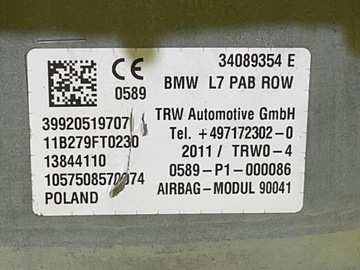 34089354 E
0589
BMW L7 PAB ROW
39920519707
TRW Automotive GmbH
11B279FT0230
Tel. +497172302-0
13844110
2011/ TRW0-4
1057508570074
0589-P1-000086
POLAND
AIRBAG-MODUL 90041